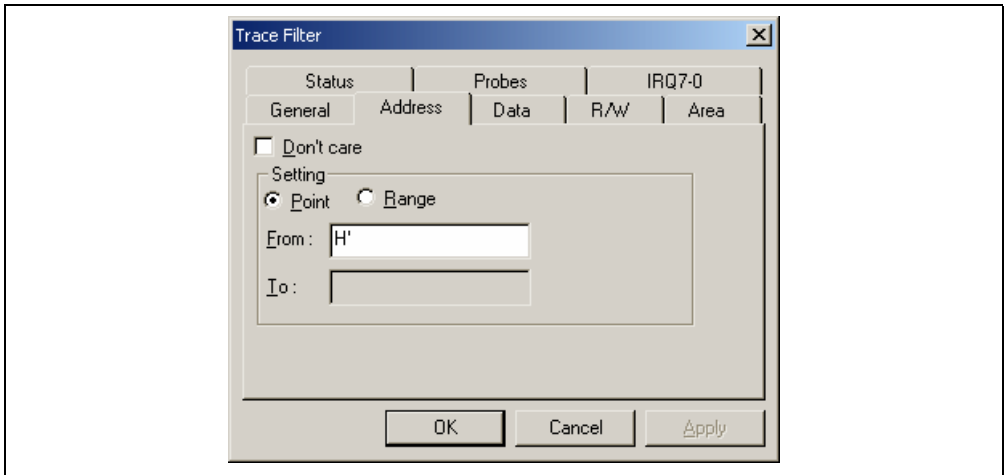 Trace Filter
Status Probes IRQ7-0
General Address Data R/W Area
Don't care
Setting
Point Range
From : H'
To :
OK Cancel Apply